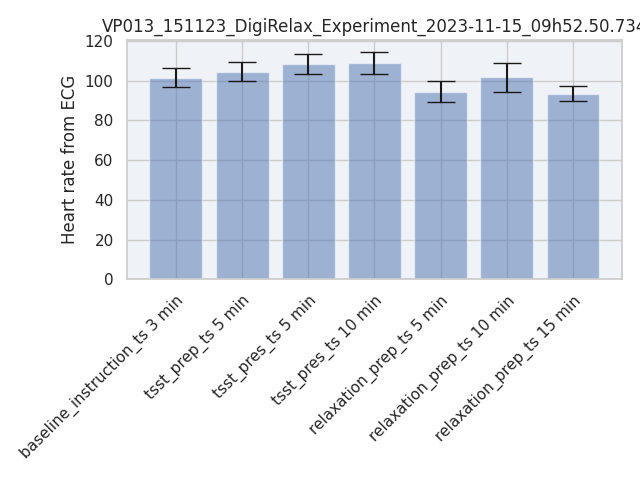 VP013_151123_DigiRelax_Experiment_2023-11-15_09h52.50.734
120
100
80
60
40
20
0
Heart rate from ECG
baseline_instruction_ts 3 min
tsst_prep_ts 5 min
tsst_pres_ts 5 min
tsst_pres_ts 10 min
relaxation_prep_ts 5 min
relaxation_prep_ts 10 min
relaxation_prep_ts 15 min